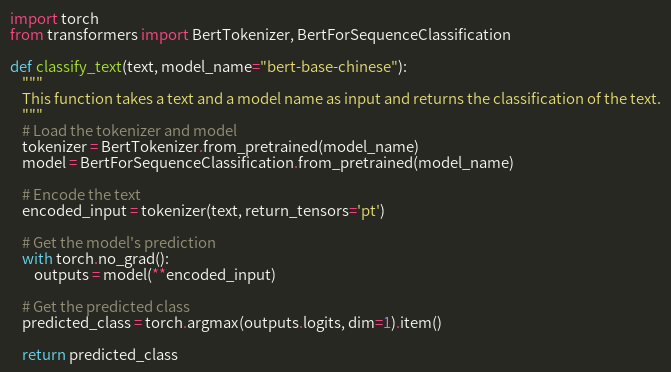 import torch
from transformers import BertTokenizer, BertForSequenceClassification

def classify_text(text, model_name="bert-base-chinese"):
    """
    This function takes a text and a model name as input and returns the classification of the text.
    """
    # Load the tokenizer and model
    tokenizer = BertTokenizer.from_pretrained(model_name)
    model = BertForSequenceClassification.from_pretrained(model_name)

    # Encode the text
    encoded_input = tokenizer(text, return_tensors='pt')

    # Get the model's prediction
    with torch.no_grad():
        outputs = model(**encoded_input)

    # Get the predicted class
    predicted_class = torch.argmax(outputs.logits, dim=1).item()

    return predicted_class